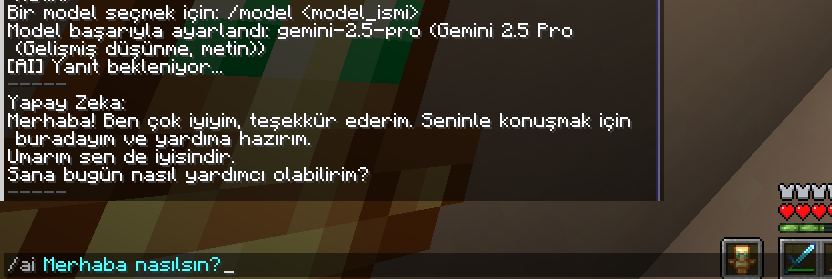 Bir model seçmek için: /model <model_ismi>
Model başarıyla ayarlandı: gemini-2.5-pro (Gemini 2.5 Pro
(Gelişmiş düşünme, metin))
[AI] Yanıt bekleniyor...
-----
Yapay Zeka:
Merhaba! Ben çok iyiyim, teşekkür ederim. Seninle konuşmak için
buradayım ve yardıma hazırım.
Umarım sen de iyisindir.
Sana bugün nasıl yardımcı olabilirim?
-----
/ai Merhaba nasılsın?_